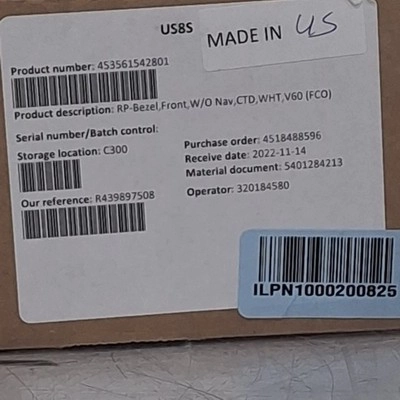 US8S
MADE IN US
Product number: 453561542801
Product description: RP-Bezel,Front,W/O Nav,CTD,WHT,V60 (FCO)
Serial number/Batch control:
Storage location: C300
Purchase order: 4518488596
Receive date: 2022-11-14
Material document: 5401284213
Our reference: R439897508
Operator: 320184580
ILPN1000200825